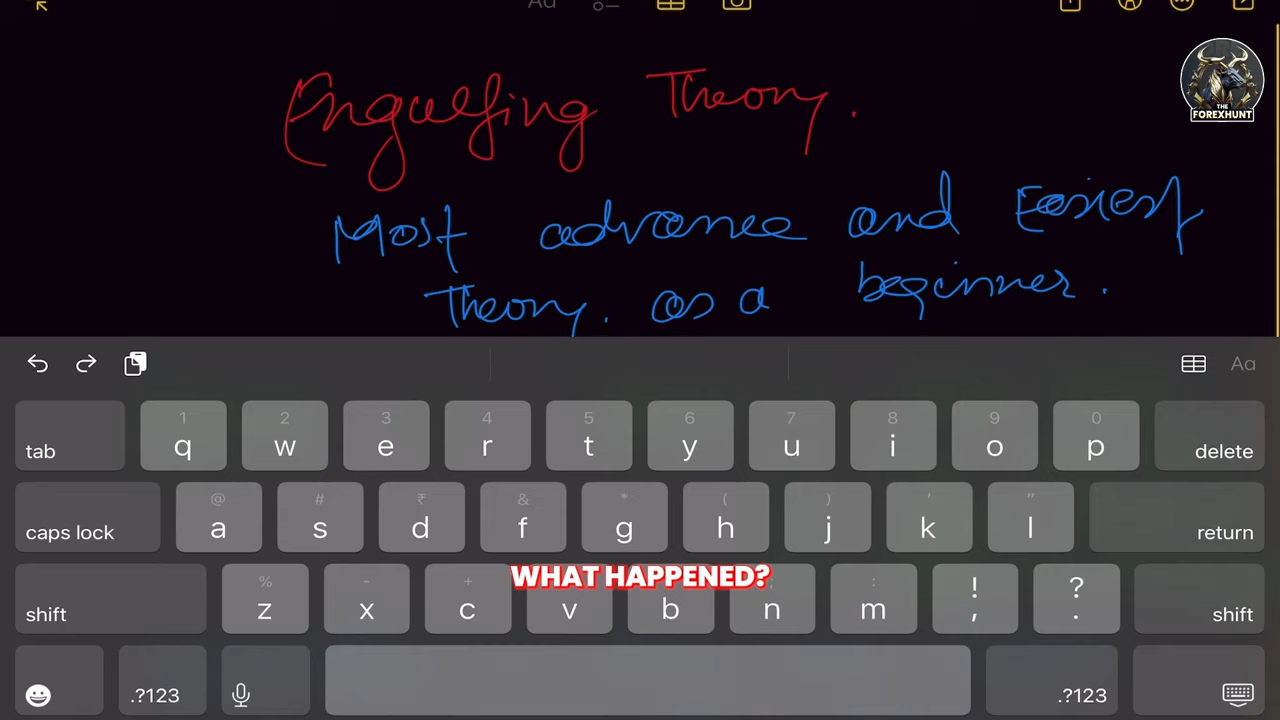 Aa
THE
FOREXHUNT
Engulfing Theory.
Most advance and Easiest
Theory. as a beginner.
Aa
tab
1 2 3 4 5 6 7 8 9 0
q w e r t y u i o p
delete
@ # ₹ & * ( ) ' "
caps lock
a s d f g h j k l
return
% - + ; : ! ?
shift
z x c v b n m , .
shift
WHAT HAPPENED?
.?123
.?123